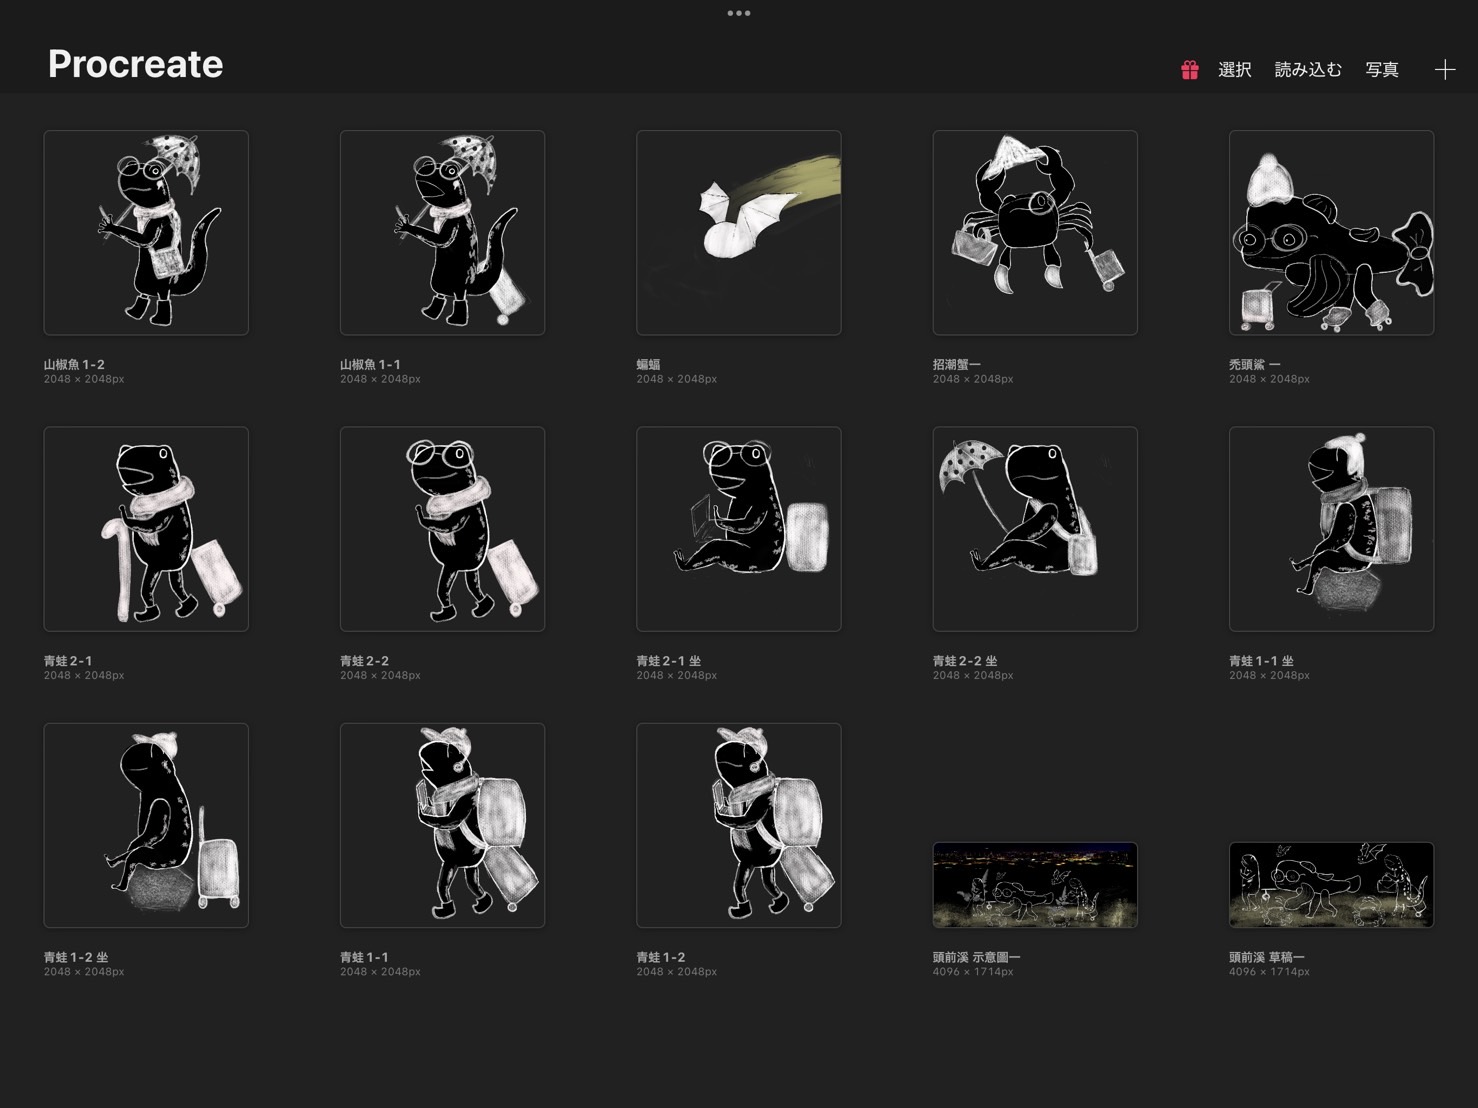 Procreate
選択 読み込む 写真
山椒魚 1-2
2048 × 2048px
山椒魚 1-1
2048 × 2048px
蝙蝠
2048 × 2048px
招潮蟹一
2048 × 2048px
禿頭鯊 一
2048 × 2048px
青蛙 2-1
2048 × 2048px
青蛙 2-2
2048 × 2048px
青蛙 2-1 坐
2048 × 2048px
青蛙 2-2 坐
2048 × 2048px
青蛙 1-1 坐
2048 × 2048px
青蛙 1-2 坐
2048 × 2048px
青蛙 1-1
2048 × 2048px
青蛙 1-2
2048 × 2048px
頭前溪 示意圖一
4096 × 1714px
頭前溪 草稿一
4096 × 1714px